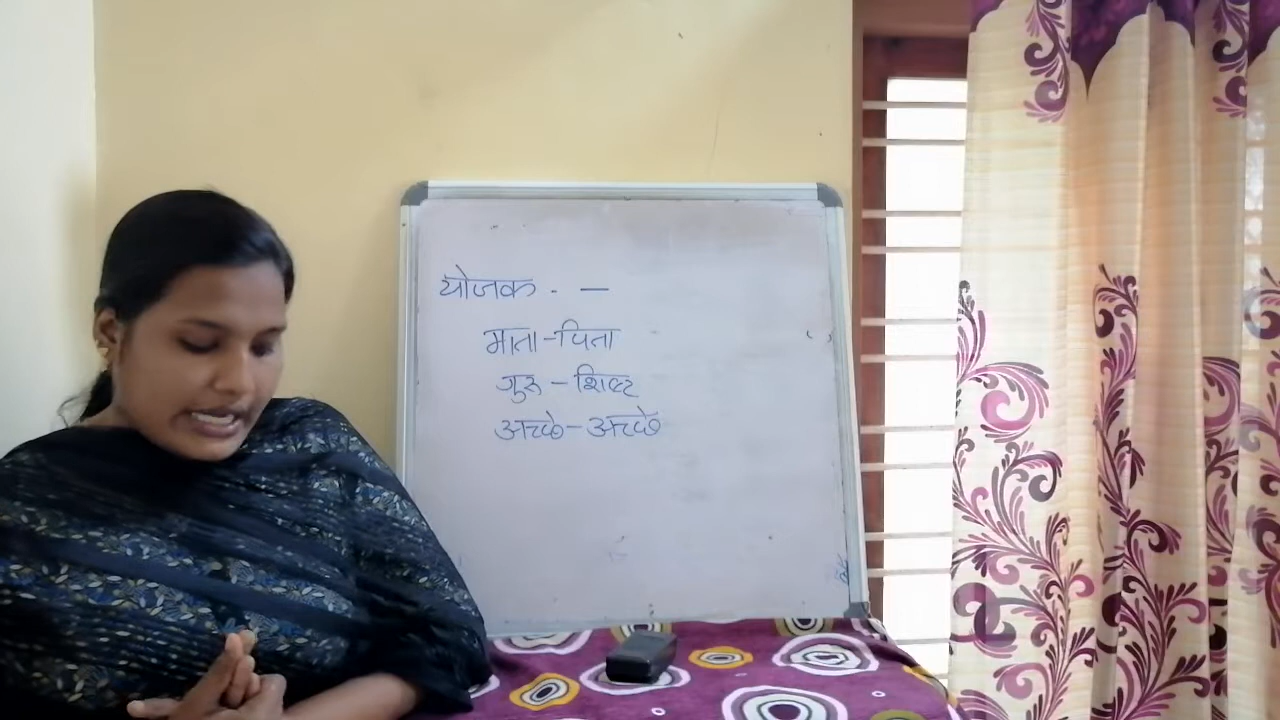 योजक - —
माता-पिता
गुरु - शिष्ट
अच्छे-अच्छे